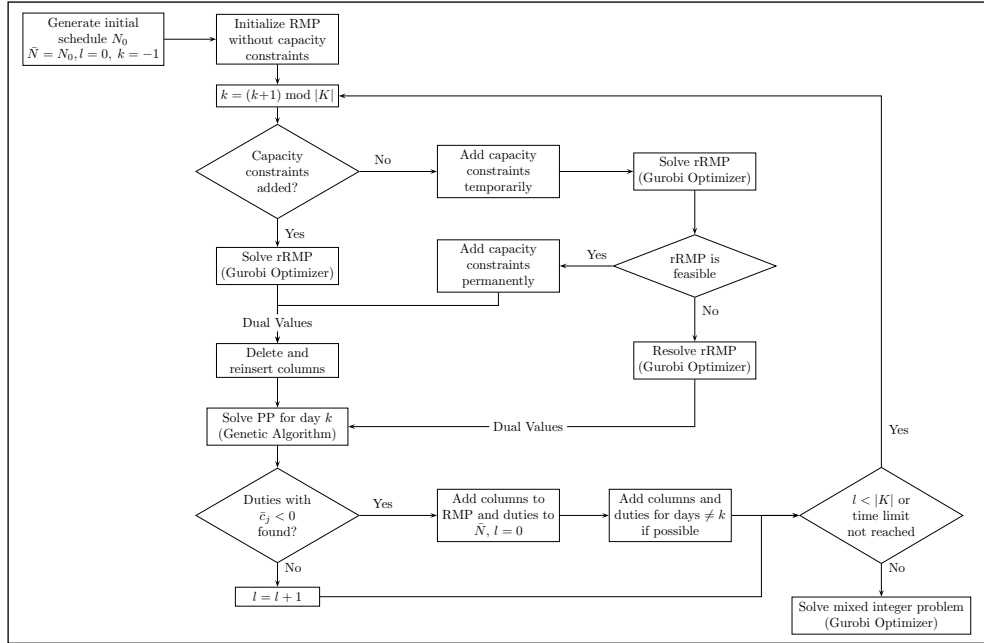 Generate initial
schedule N₀
N̄ = N₀, l = 0, k = −1
Initialize RMP
without capacity
constraints
k = (k+1) mod |K|
Capacity
constraints
added?
No
Add capacity
constraints
temporarily
Solve rRMP
(Gurobi Optimizer)
Yes
Solve rRMP
(Gurobi Optimizer)
Add capacity
constraints
permanently
Yes
rRMP is
feasible
No
Dual Values
Delete and
reinsert columns
Resolve rRMP
(Gurobi Optimizer)
Solve PP for day k
(Genetic Algorithm)
Dual Values
Yes
Duties with
c̄ⱼ < 0
found?
Yes
Add columns to
RMP and duties to
N̄, l = 0
Add columns and
duties for days ≠ k
if possible
l < |K| or
time limit
not reached
No
l = l + 1
No
Solve mixed integer problem
(Gurobi Optimizer)